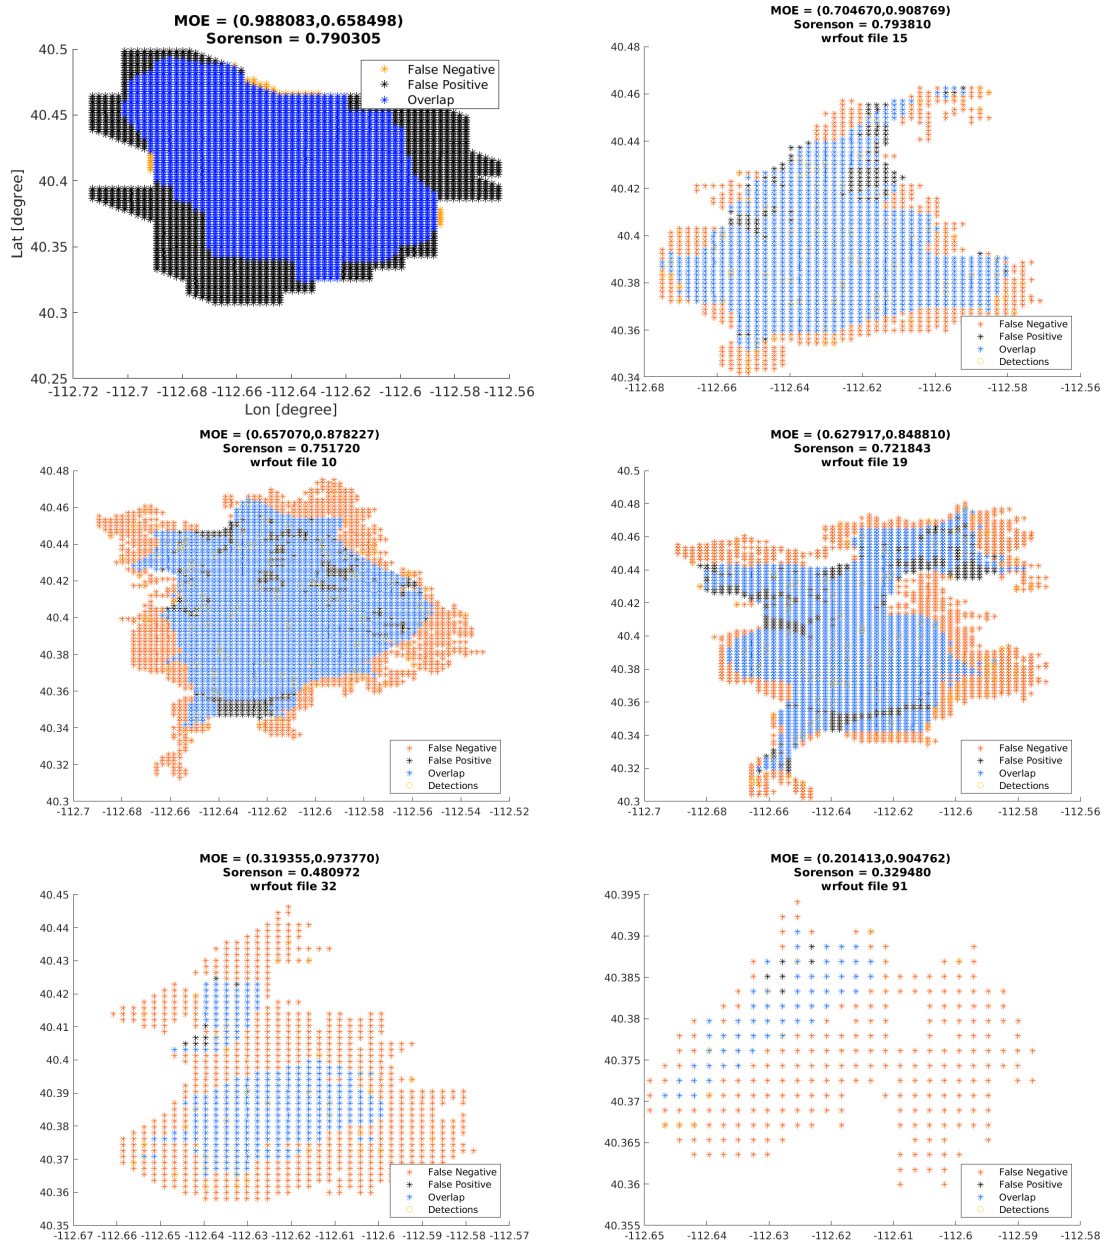 MOE = (0.988083,0.658498)
Sorenson = 0.790305
40.5
40.45
40.4
40.35
40.3
40.25
Lat [degree]
-112.72 -112.7 -112.68 -112.66 -112.64 -112.62 -112.6 -112.58 -112.56
Lon [degree]
False Negative
False Positive
Overlap
MOE = (0.704670,0.908769)
Sorenson = 0.793810
wrfout file 15
40.48
40.46
40.44
40.42
40.4
40.38
40.36
40.34
-112.68 -112.66 -112.64 -112.62 -112.6 -112.58 -112.56
False Negative
False Positive
Overlap
Detections
MOE = (0.657070,0.878227)
Sorenson = 0.751720
wrfout file 10
40.48
40.46
40.44
40.42
40.4
40.38
40.36
40.34
40.32
40.3
-112.7 -112.68 -112.66 -112.64 -112.62 -112.6 -112.58 -112.56 -112.54 -112.52
False Negative
False Positive
Overlap
Detections
MOE = (0.627917,0.848810)
Sorenson = 0.721843
wrfout file 19
40.5
40.48
40.46
40.44
40.42
40.4
40.38
40.36
40.34
40.32
40.3
-112.7 -112.68 -112.66 -112.64 -112.62 -112.6 -112.58 -112.56
False Negative
False Positive
Overlap
Detections
MOE = (0.319355,0.973770)
Sorenson = 0.480972
wrfout file 32
40.45
40.44
40.43
40.42
40.41
40.4
40.39
40.38
40.37
40.36
40.35
-112.67 -112.66 -112.65 -112.64 -112.63 -112.62 -112.61 -112.6 -112.59 -112.58 -112.57
False Negative
False Positive
Overlap
Detections
MOE = (0.201413,0.904762)
Sorenson = 0.329480
wrfout file 91
40.395
40.39
40.385
40.38
40.375
40.37
40.365
40.36
40.355
-112.65 -112.64 -112.63 -112.62 -112.61 -112.6 -112.59 -112.58
False Negative
False Positive
Overlap
Detections